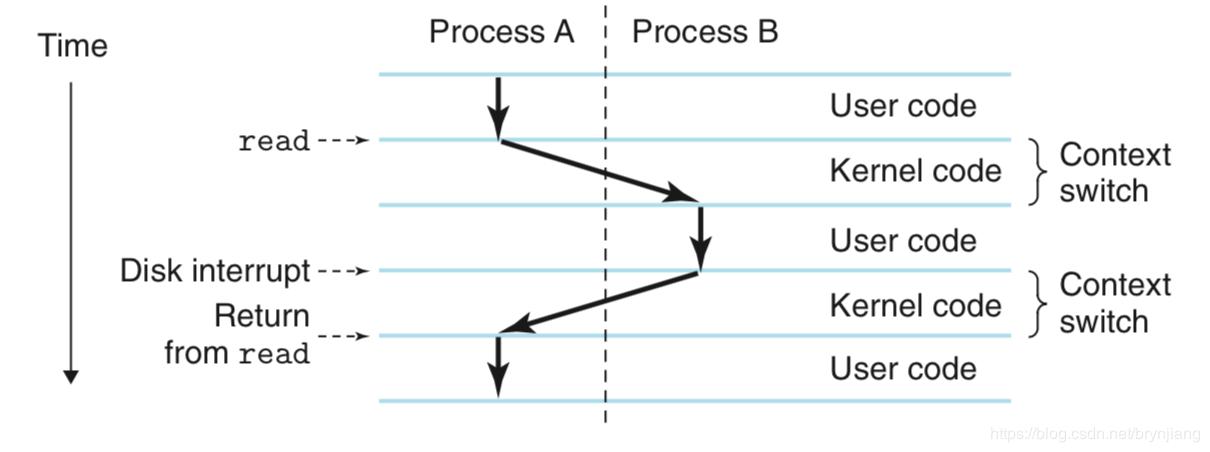 Process A
Process B
Time
User code
read
Kernel code
Context
switch
User code
Disk interrupt
Kernel code
Context
switch
Return
from read
User code
https://blog.csdn.net/brynjiang